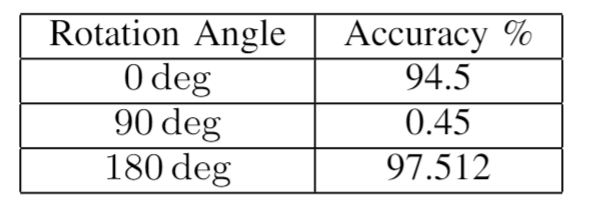 Rotation Angle Accuracy %
0 deg 94.5
90 deg 0.45
180 deg 97.512